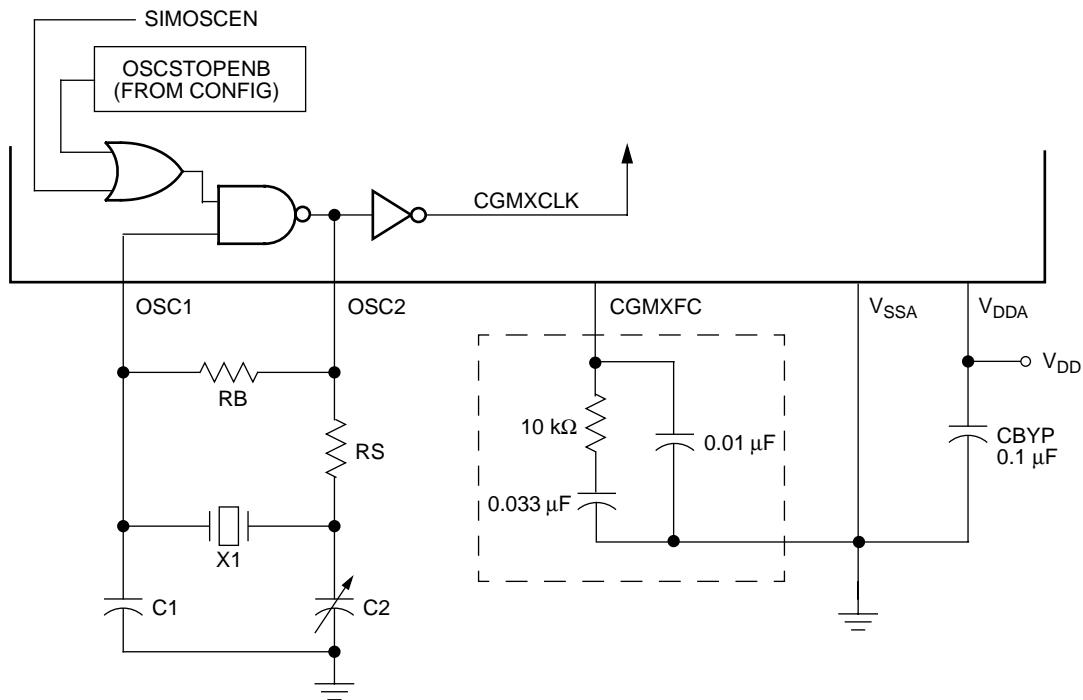 SIMOSCEN
OSCSTOPENB
(FROM CONFIG)
CGMXCLK
OSC1
OSC2
CGMXFC
VSSA
VDDA
VDD
RB
10 kΩ
0.01 µF
CBYP
0.1 µF
RS
0.033 µF
X1
C1
C2